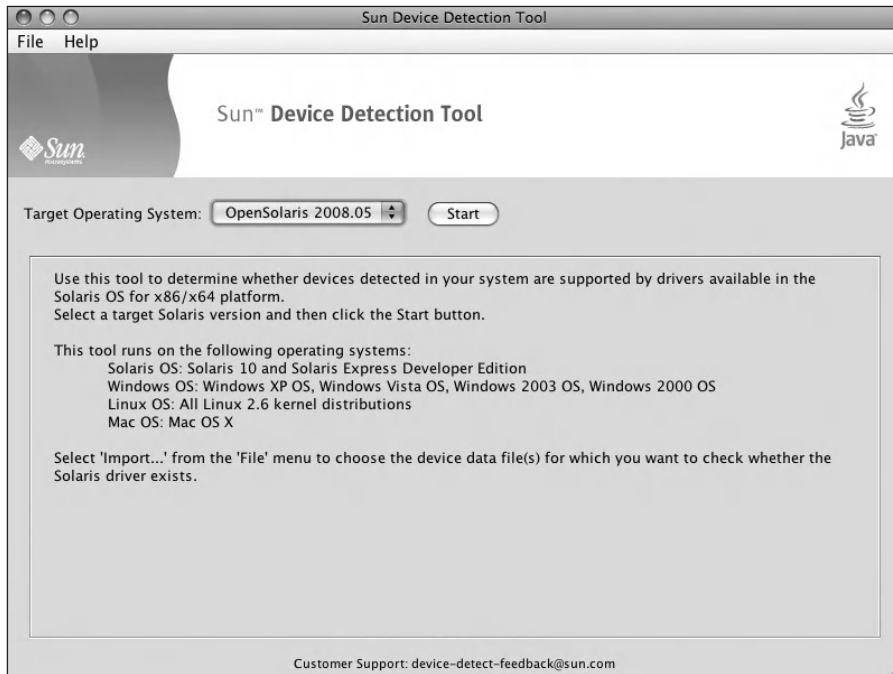 Sun Device Detection Tool
File Help
Sun™ Device Detection Tool
Sun
microsystems
Java
Target Operating System: OpenSolaris 2008.05 Start
Use this tool to determine whether devices detected in your system are supported by drivers available in the
Solaris OS for x86/x64 platform.
Select a target Solaris version and then click the Start button.
This tool runs on the following operating systems:
Solaris OS: Solaris 10 and Solaris Express Developer Edition
Windows OS: Windows XP OS, Windows Vista OS, Windows 2003 OS, Windows 2000 OS
Linux OS: All Linux 2.6 kernel distributions
Mac OS: Mac OS X
Select 'Import...' from the 'File' menu to choose the device data file(s) for which you want to check whether the
Solaris driver exists.
Customer Support: device-detect-feedback@sun.com